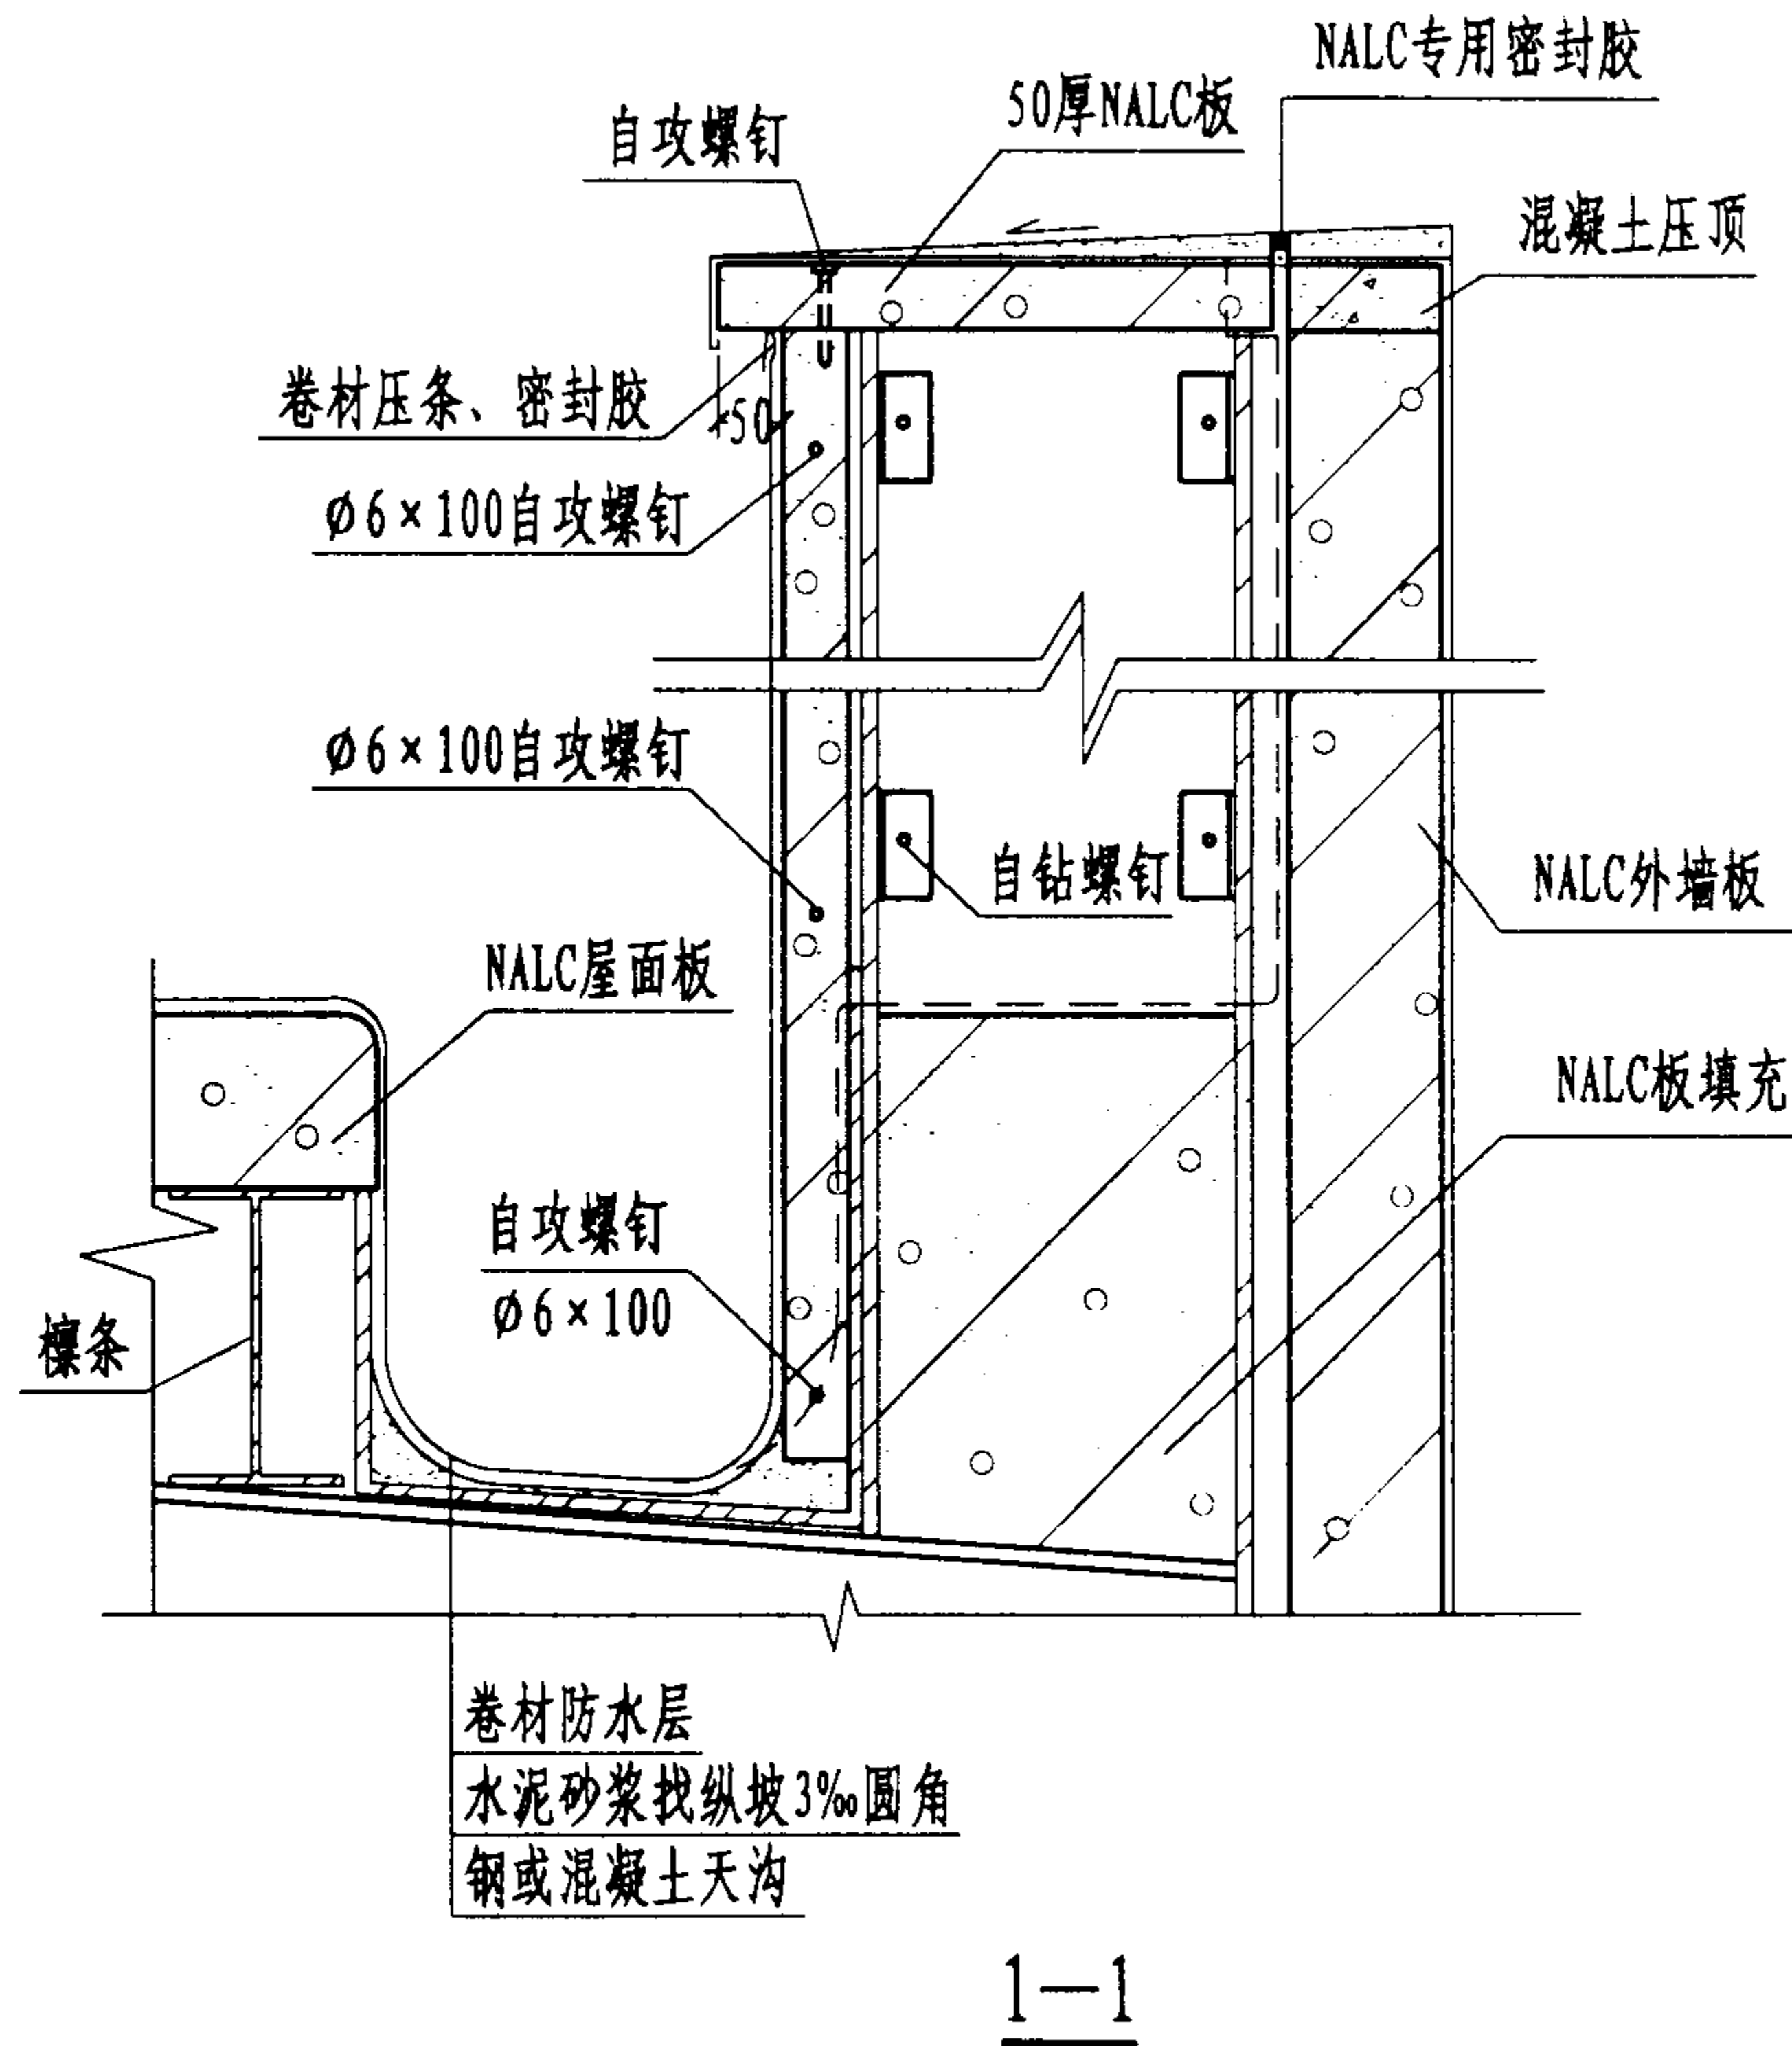 NALC专用密封胶
50厚NALC板
自攻螺钉
混凝土压顶
卷材压条、密封胶
50
Ø6×100自攻螺钉
Ø6×100自攻螺钉
自钻螺钉
NALC外墙板
NALC屋面板
NALC板填充
自攻螺钉
Ø6×100
檩条
卷材防水层
水泥砂浆找纵坡3‰圆角
钢或混凝土天沟
1—1